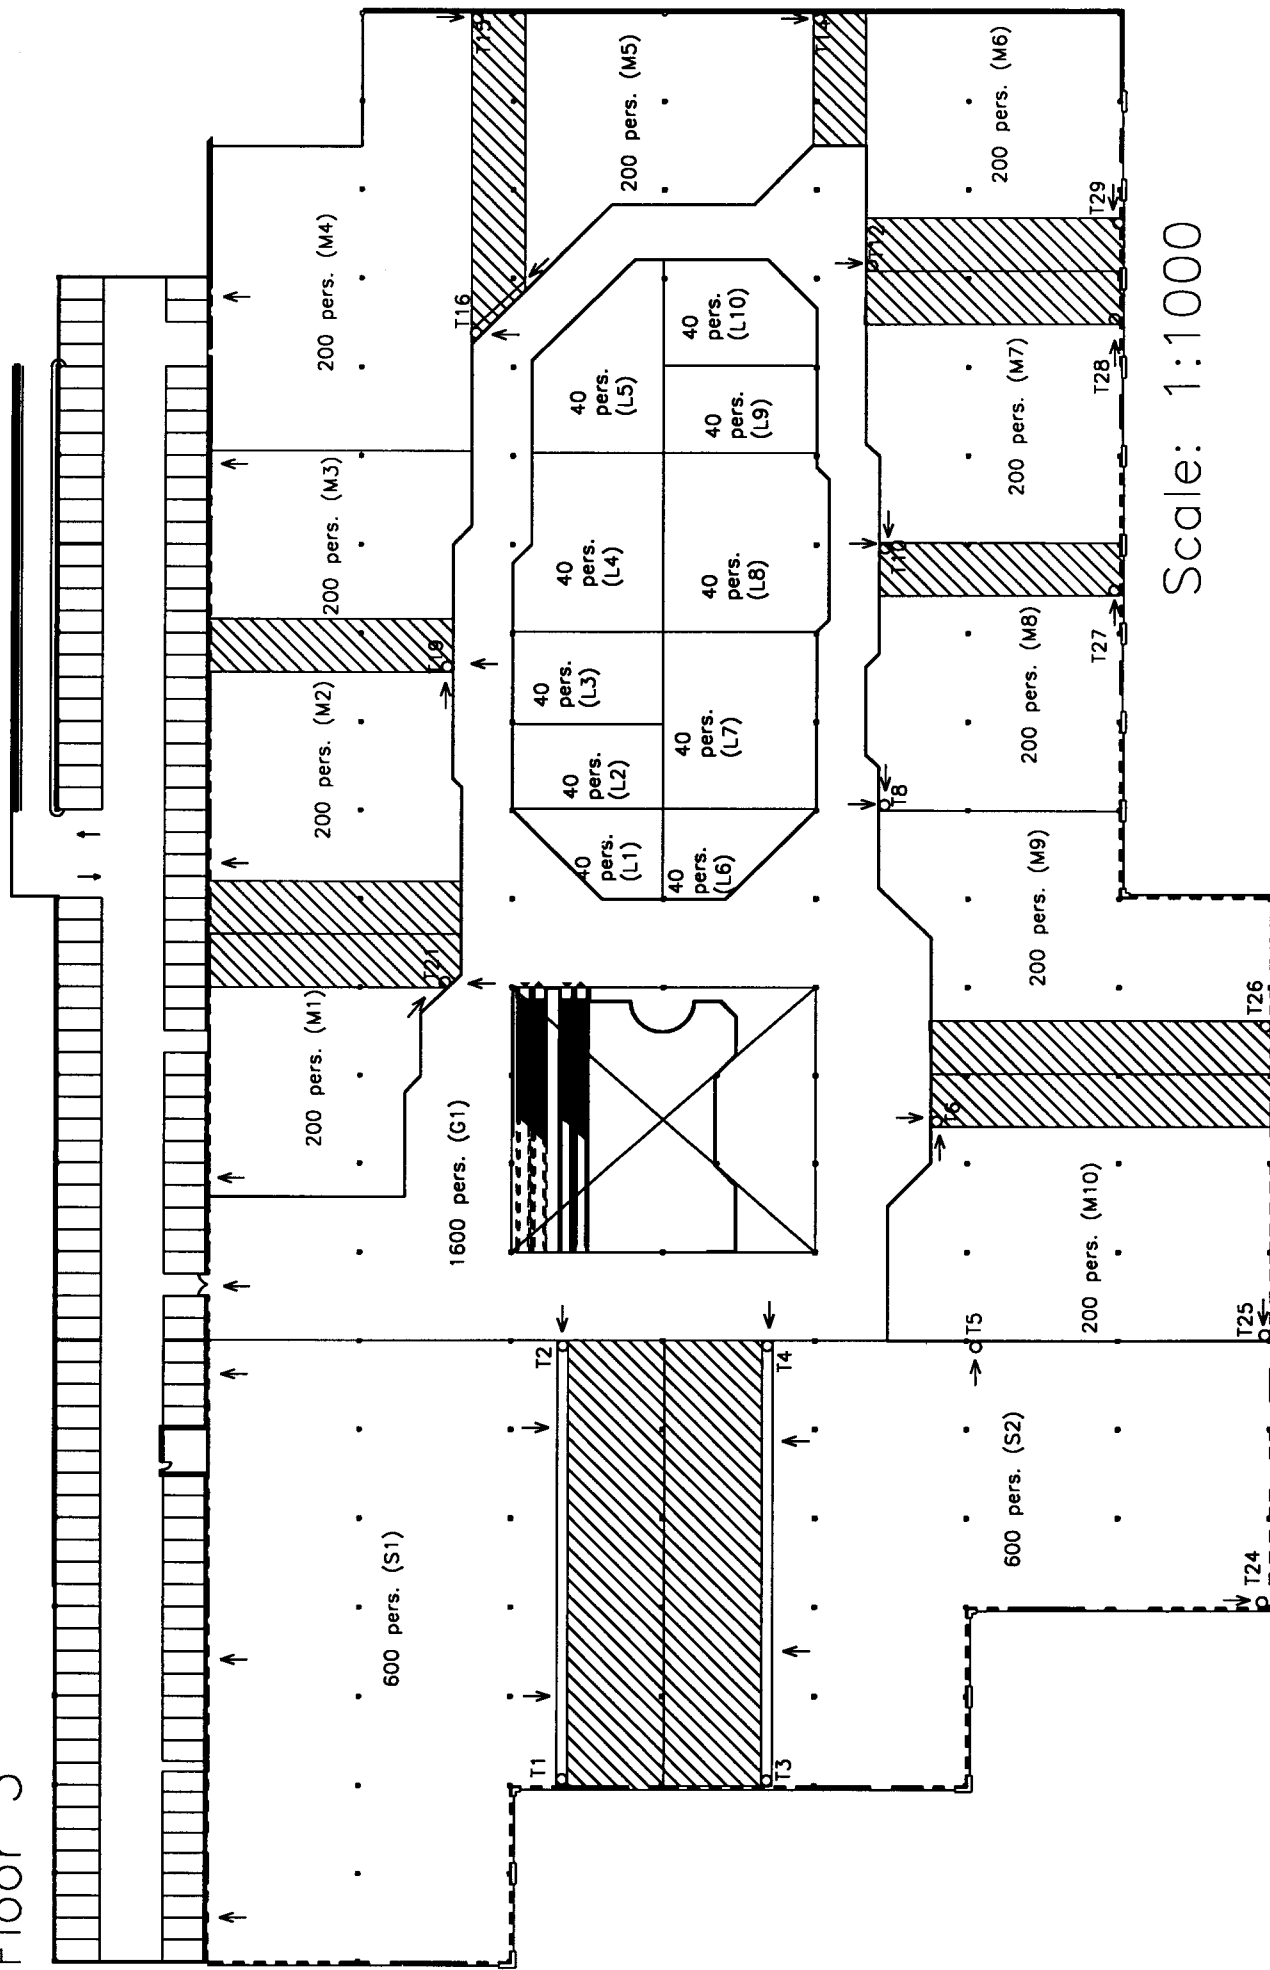 Floor
600 pers. (S1)
200 pers. (M1)
200 pers. (M2)
200 pers. (M3)
200 pers. (M4)
T21
T19
T16
T15
1600 pers. (G1)
T1
T2
40
pers.
(L1)
40
pers.
(L2)
40
pers.
(L3)
40
pers.
(L4)
40
pers.
(L5)
200 pers. (M5)
40
pers.
(L6)
40
pers.
(L7)
40
pers.
(L8)
40
pers.
(L9)
40
pers.
(L10)
T3
T4
T14
T12
T10
T8
T6
T5
600 pers. (S2)
200 pers. (M10)
200 pers. (M9)
200 pers. (M8)
200 pers. (M7)
200 pers. (M6)
T27
T28
T29
T24
T25
T26
Scale: 1:1000